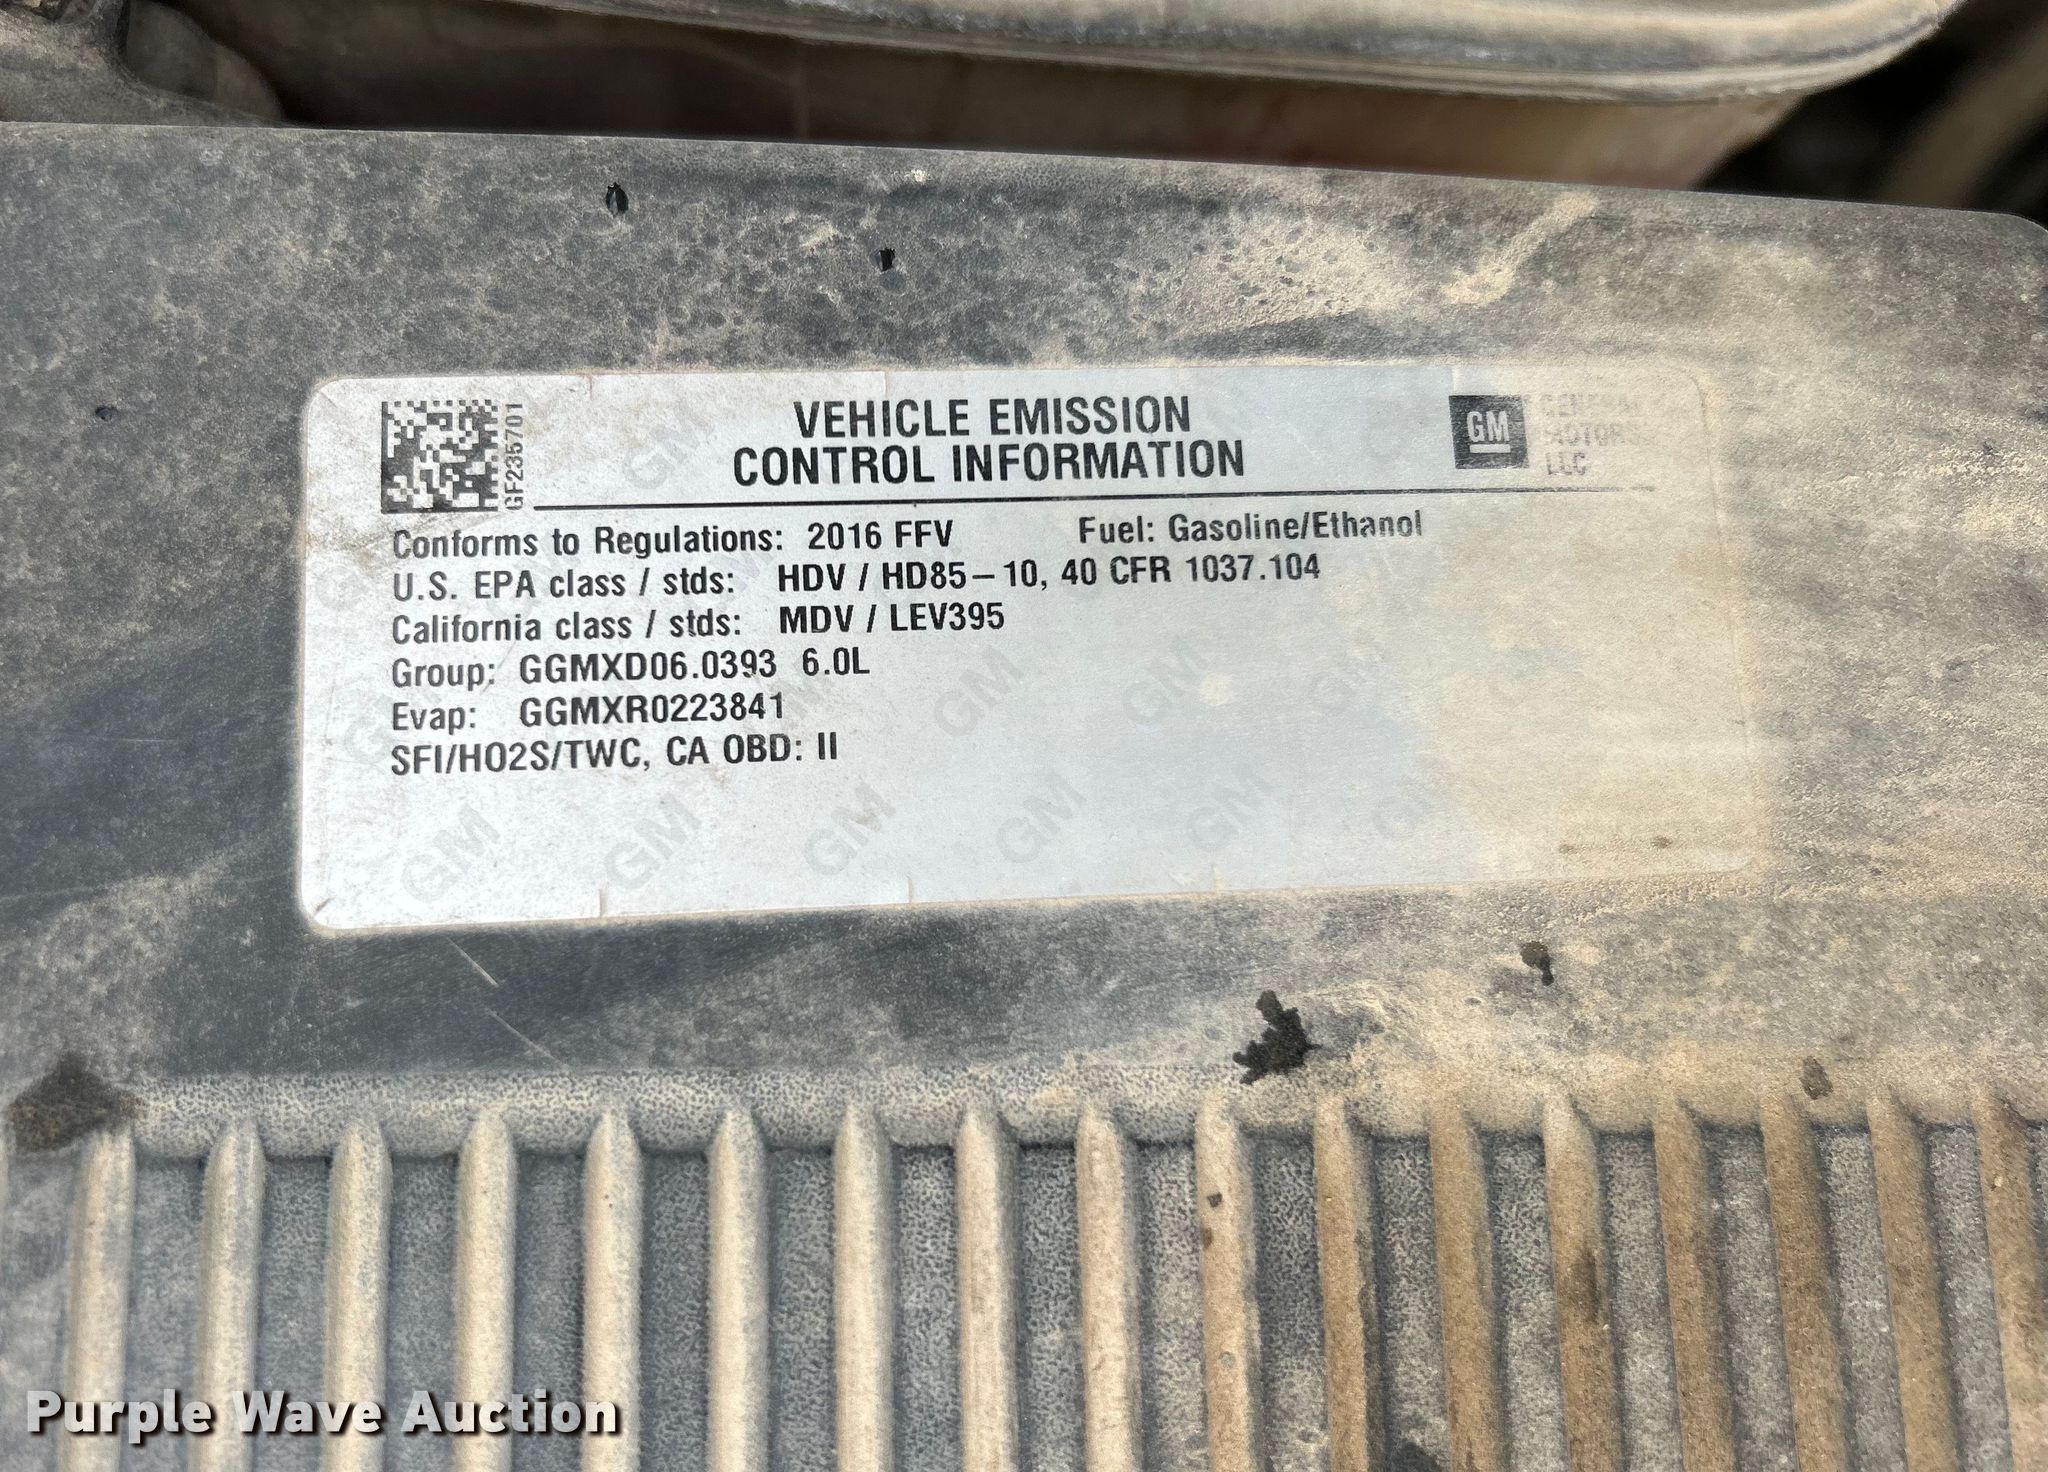 GF235701
VEHICLE EMISSION
CONTROL INFORMATION
GM
GENERAL
MOTORS
LLC
Conforms to Regulations: 2016 FFV Fuel: Gasoline/Ethanol
U.S. EPA class / stds: HDV / HD85-10, 40 CFR 1037.104
California class / stds: MDV / LEV395
Group: GGMXD06.0393 6.0L
Evap: GGMXR0223841
SFI/HO2S/TWC, CA OBD: II
Purple Wave Auction